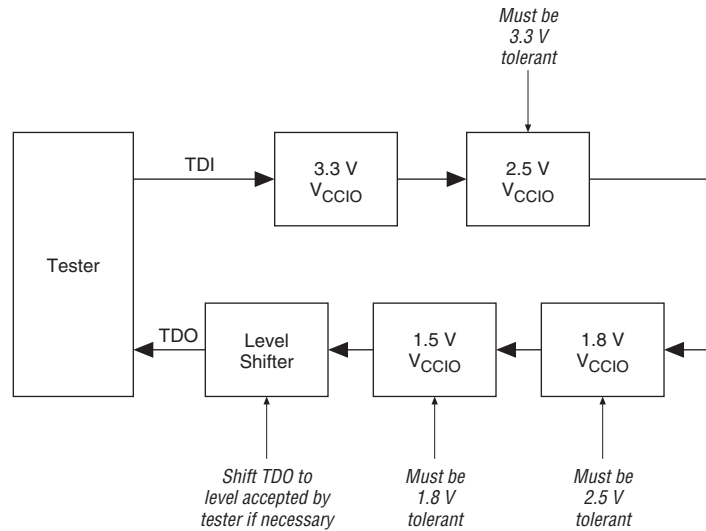 Must be
3.3 V
tolerant
TDI
3.3 V
VCCIO
2.5 V
VCCIO
Tester
TDO
Level
Shifter
1.5 V
VCCIO
1.8 V
VCCIO
Shift TDO to
level accepted by
tester if necessary
Must be
1.8 V
tolerant
Must be
2.5 V
tolerant